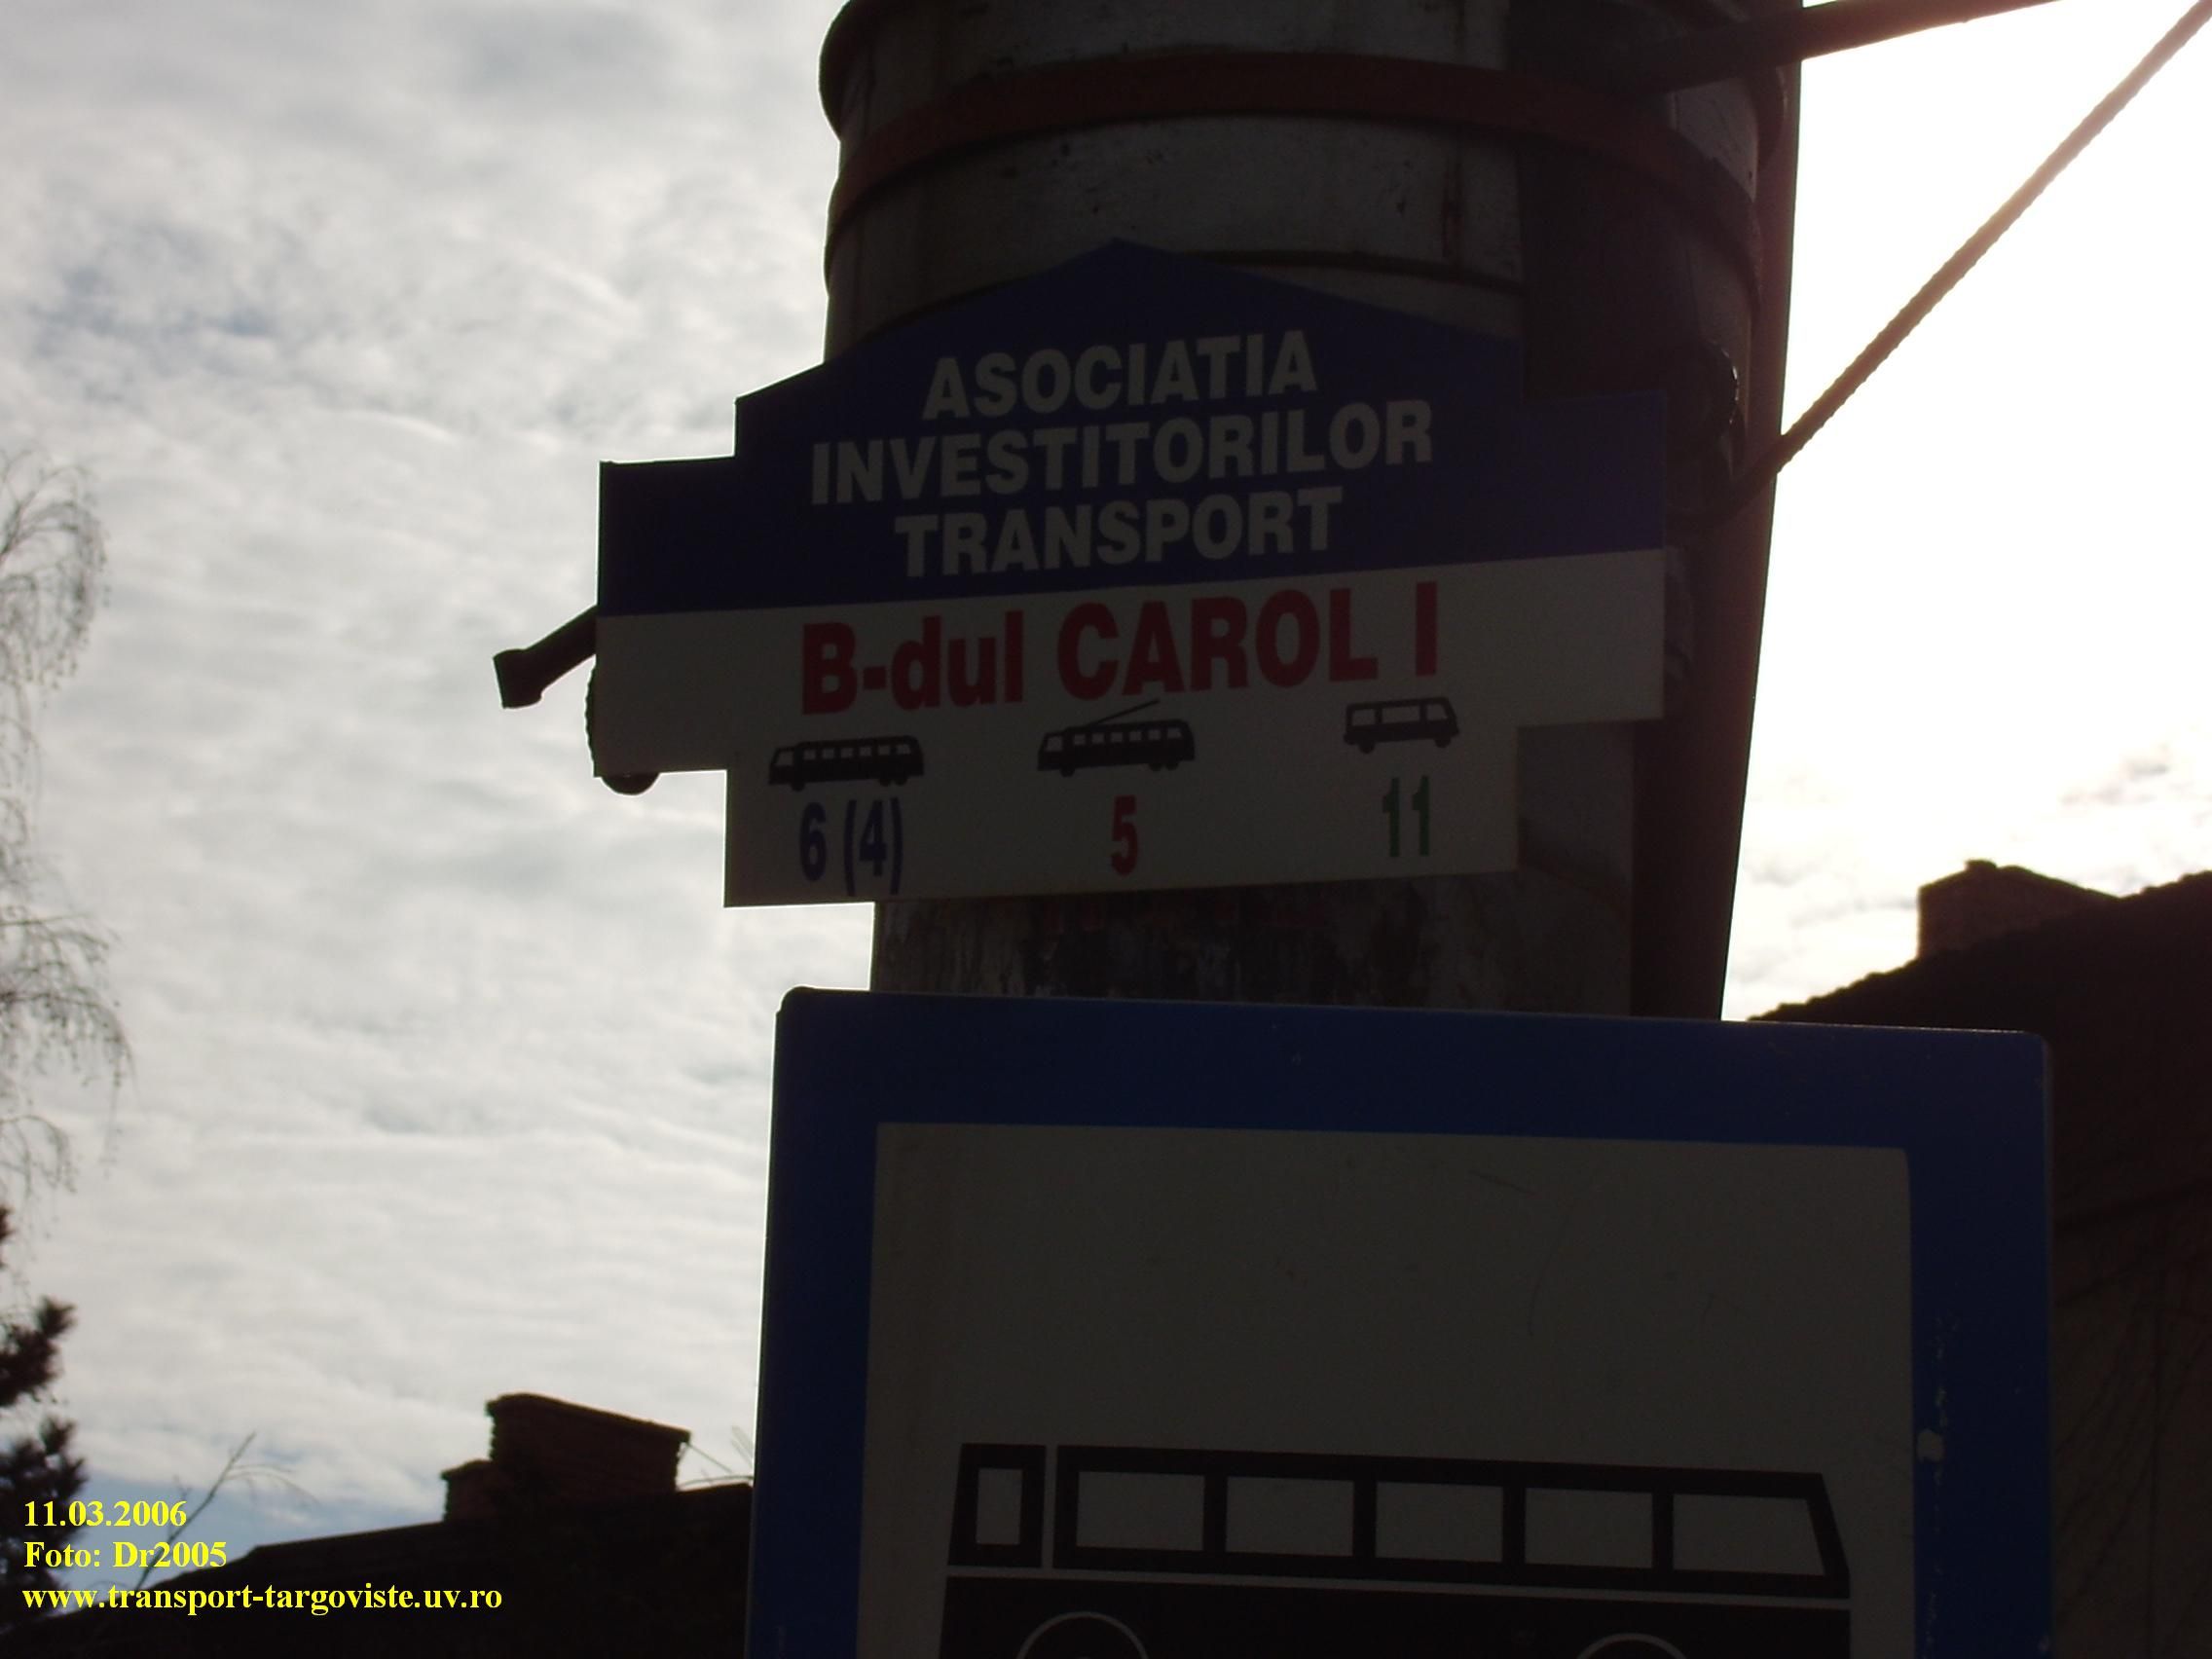 ASOCIATIA
INVESTITORILOR
TRANSPORT
B-dul CAROL I
6 (4) 5 11
11.03.2006
Foto: Dr2005
www.transport-targoviste.uv.ro